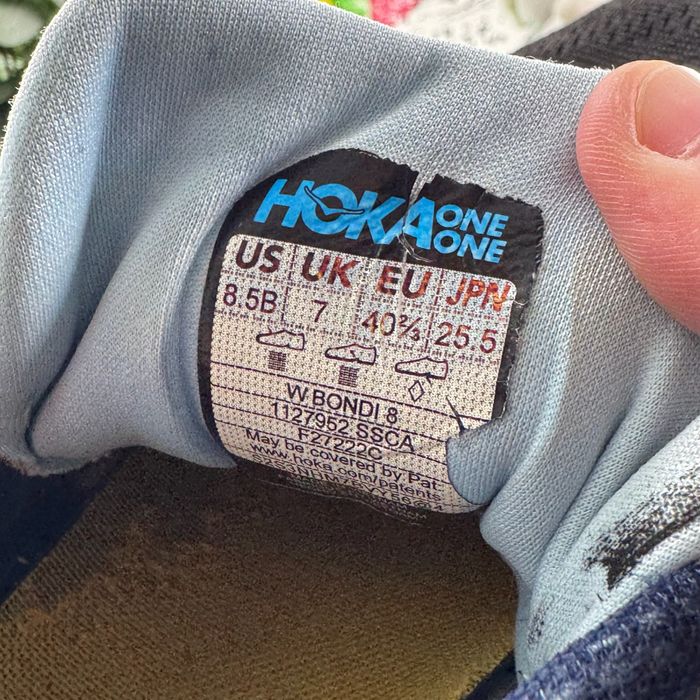 HOKA ONE ONE
US UK EU JPN
8.5B 7 40⅔ 25.5
W BONDI 8
1127952 SSCA
F27222C
May be covered by Pat.
www.hoka.com/patents